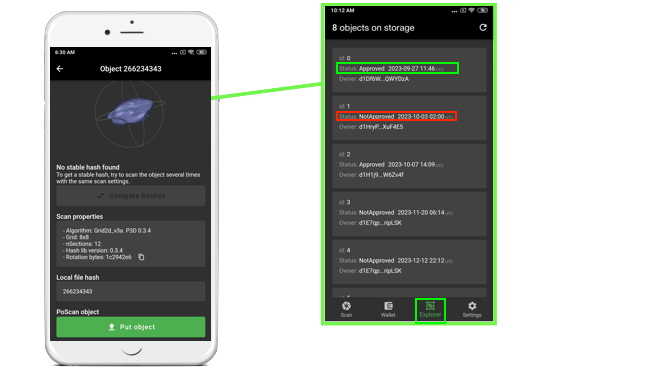 6:30 AM
Object 266234343
No stable hash found
To get a stable hash, try to scan the object several times
with the same scan settings.
Compare hashes
Scan properties
- Algorithm: Grid2d_v3a. P3D 0.3.4
- Grid: 8x8
- nSections: 12
- Hash lib version: 0.3.4
- Rotation bytes: 1c2942e6
Local file hash
266234343
PoScan object
Put object
10:12 AM
8 objects on storage
id: 0
Status: Approved 2023-09-27 11:46 UTC
Owner: d1Df6W...QWYDzA
id: 1
Status: NotApproved 2023-10-03 02:00 UTC
Owner: d1HryP...XuF4E5
id: 2
Status: Approved 2023-10-07 14:09 UTC
Owner: d1H1j9...W6Zv4f
id: 3
Status: NotApproved 2023-11-20 06:14 UTC
Owner: d1E7qp...ripLSK
id: 4
Status: NotApproved 2023-12-12 22:12 UTC
Owner: d1E7qp...ripLSK
Scan Wallet Explorer Settings